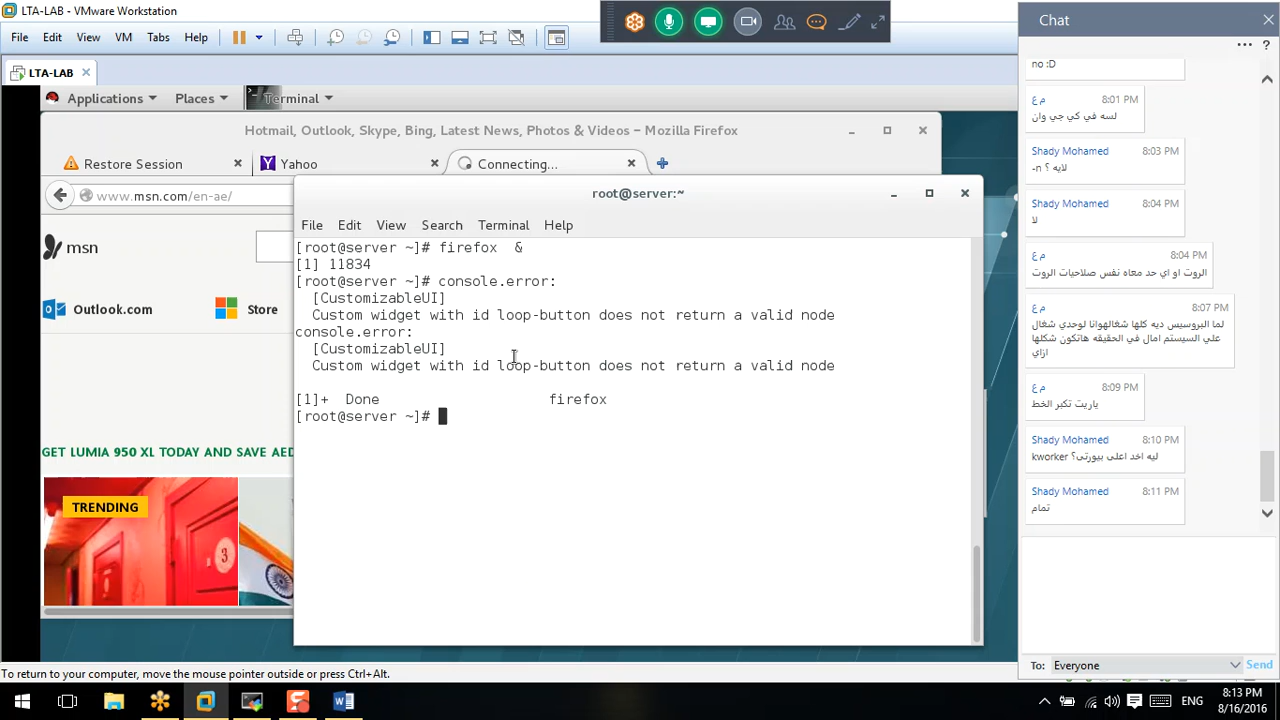 LTA-LAB - VMware Workstation
File Edit View VM Tabs Help
LTA-LAB
Applications Places Terminal
Hotmail, Outlook, Skype, Bing, Latest News, Photos & Videos – Mozilla Firefox
Restore Session Yahoo Connecting...
www.msn.com/en-ae/
msn
Outlook.com Store
GET LUMIA 950 XL TODAY AND SAVE AED
TRENDING
3
root@server:~
File Edit View Search Terminal Help
[root@server ~]# firefox &
[1] 11834
[root@server ~]# console.error:
[CustomizableUI]
Custom widget with id loop-button does not return a valid node
console.error:
[CustomizableUI]
Custom widget with id loop-button does not return a valid node
[1]+ Done firefox
[root@server ~]#
Chat
?
no :D
م ع 8:01 PM
لسه في كي جي وان
Shady Mohamed 8:03 PM
-n لايه ؟
Shady Mohamed 8:04 PM
لا
م ع 8:04 PM
الروت او اي حد معاه نفس صلاحيات الروت
م ع 8:07 PM
لما البروسيس ديه كلها شغالهوانا لوحدي شغال
علي السيستم امال في الحقيقه هاتكون شكلها
ازاي
م ع 8:09 PM
ياريت تكبر الخط
Shady Mohamed 8:10 PM
kworker ليه اخد اعلى بيورتي؟
Shady Mohamed 8:11 PM
تمام
To: Everyone Send
To return to your computer, move the mouse pointer outside or press Ctrl+Alt.
ENG
8:13 PM
8/16/2016